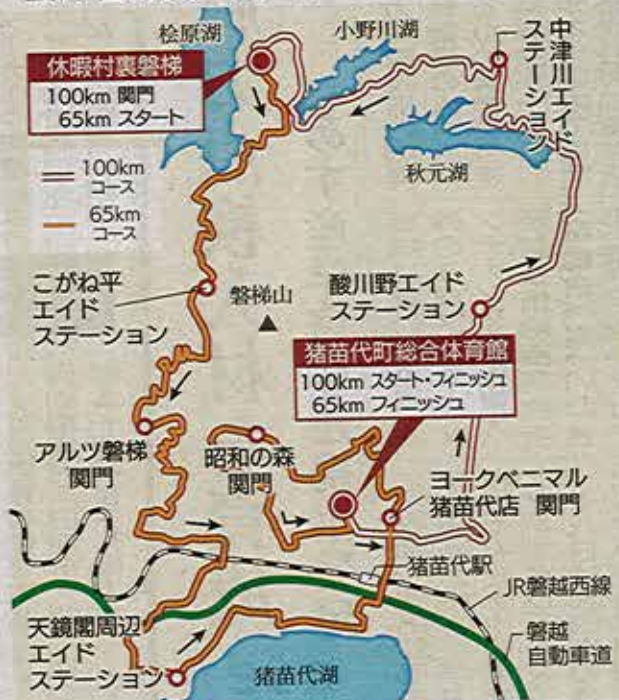 桧原湖
小野川湖
中津川エイド
ステーション
休暇村裏磐梯
100km 関門
65km スタート
秋元湖
100km
コース
65km
コース
こがね平
エイド
ステーション
磐梯山
酸川野エイド
ステーション
猪苗代町総合体育館
100km スタート・フィニッシュ
65km フィニッシュ
アルツ磐梯
関門
昭和の森
関門
ヨークベニマル
猪苗代店 関門
猪苗代駅
JR磐越西線
磐越
自動車道
天鏡閣周辺
エイド
ステーション
猪苗代湖